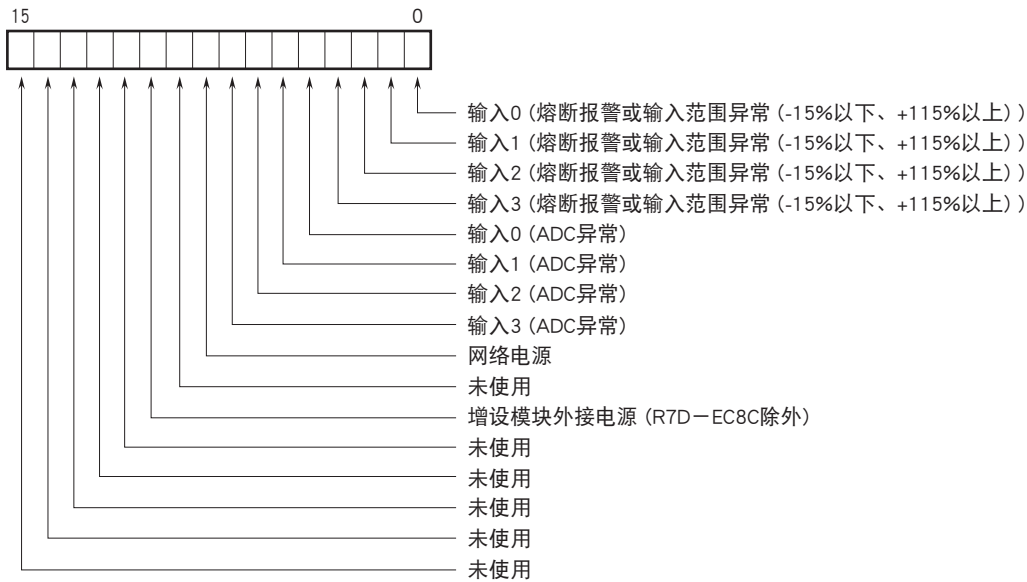 15 0
输入0 (熔断报警或输入范围异常 (-15%以下、+115%以上) )
输入1 (熔断报警或输入范围异常 (-15%以下、+115%以上) )
输入2 (熔断报警或输入范围异常 (-15%以下、+115%以上) )
输入3 (熔断报警或输入范围异常 (-15%以下、+115%以上) )
输入0 (ADC异常)
输入1 (ADC异常)
输入2 (ADC异常)
输入3 (ADC异常)
网络电源
未使用
增设模块外接电源 (R7D－EC8C除外)
未使用
未使用
未使用
未使用
未使用